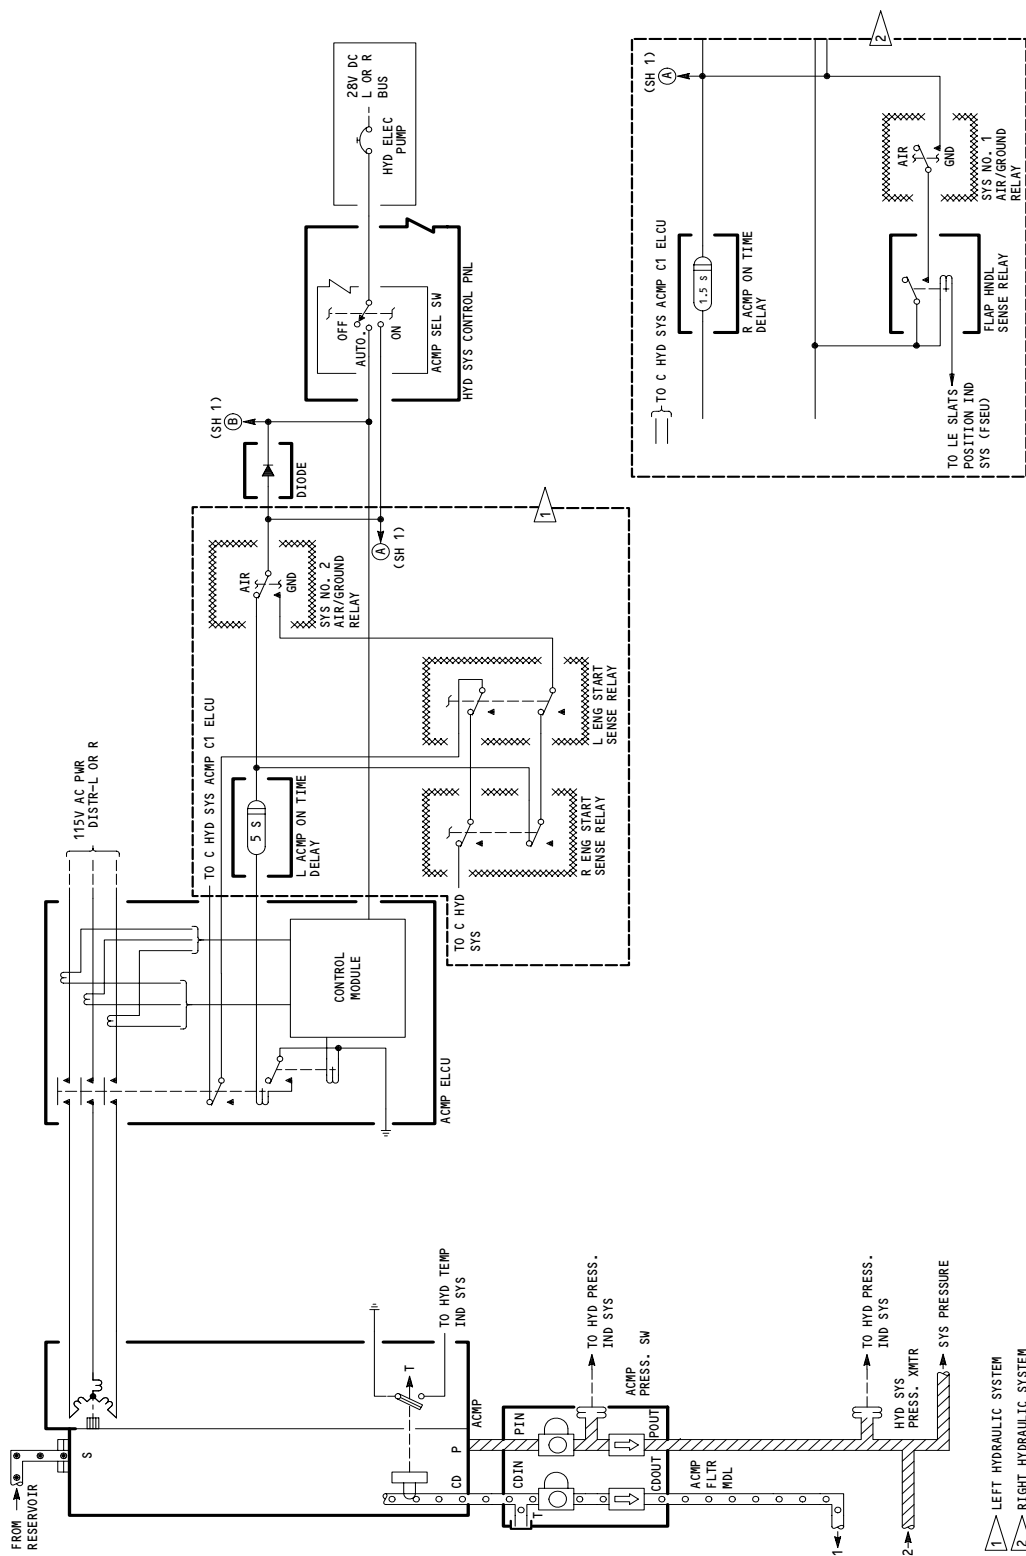 FROM
RESERVOIR
S
CD
P
ACMP
T
TO HYD TEMP
IND SYS
CDIN
PIN
T
CDOUT
POUT
ACMP
FLTR
MDL
ACMP
PRESS. SW
TO HYD PRESS.
IND SYS
TO HYD PRESS.
IND SYS
HYD SYS
PRESS. XMTR
SYS PRESSURE
1
2
1 LEFT HYDRAULIC SYSTEM
2 RIGHT HYDRAULIC SYSTEM
115V AC PWR
DISTR-L OR R
CONTROL
MODULE
ACMP ELCU
TO C HYD SYS ACMP C1 ELCU
5 S
L ACMP ON TIME
DELAY
TO C HYD
SYS
R ENG START
SENSE RELAY
L ENG START
SENSE RELAY
AIR
GND
SYS NO. 2
AIR/GROUND
RELAY
1
DIODE
A
(SH 1)
(SH 1)
B
OFF
AUTO.
ON
ACMP SEL SW
HYD SYS CONTROL PNL
28V DC
L OR R
BUS
HYD ELEC
PUMP
TO C HYD SYS ACMP C1 ELCU
1.5 S
R ACMP ON TIME
DELAY
(SH 1)
A
2
TO LE SLATS
POSITION IND
SYS (FSEU)
FLAP HNDL
SENSE RELAY
AIR
GND
SYS NO. 1
AIR/GROUND
RELAY